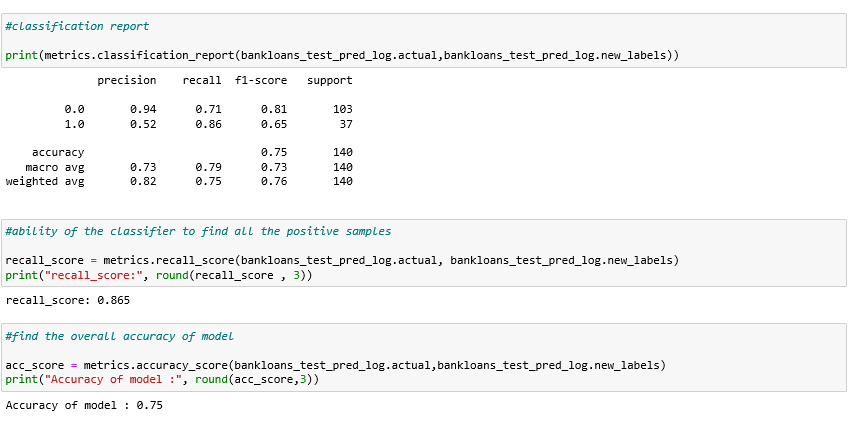 #classification report
print(metrics.classification_report(bankloans_test_pred_log.actual,bankloans_test_pred_log.new_labels))
precision recall f1-score support
0.0 0.94 0.71 0.81 103
1.0 0.52 0.86 0.65 37
accuracy 0.75 140
macro avg 0.73 0.79 0.73 140
weighted avg 0.82 0.75 0.76 140
#ability of the classifier to find all the positive samples
recall_score = metrics.recall_score(bankloans_test_pred_log.actual, bankloans_test_pred_log.new_labels)
print("recall_score:", round(recall_score , 3))
recall_score: 0.865
#find the overall accuracy of model
acc_score = metrics.accuracy_score(bankloans_test_pred_log.actual,bankloans_test_pred_log.new_labels)
print("Accuracy of model :", round(acc_score,3))
Accuracy of model : 0.75